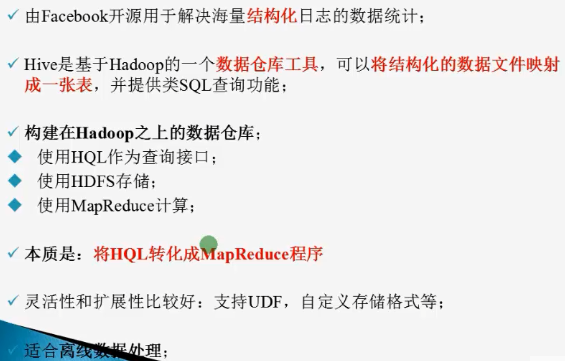 由Facebook开源用于解决海量结构化日志的数据统计；
Hive是基于Hadoop的一个数据仓库工具，可以将结构化的数据文件映射
成一张表，并提供类SQL查询功能；
构建在Hadoop之上的数据仓库；
使用HQL作为查询接口；
使用HDFS存储；
使用MapReduce计算；
本质是：将HQL转化成MapReduce程序
灵活性和扩展性比较好：支持UDF，自定义存储格式等；
适合离线数据处理；